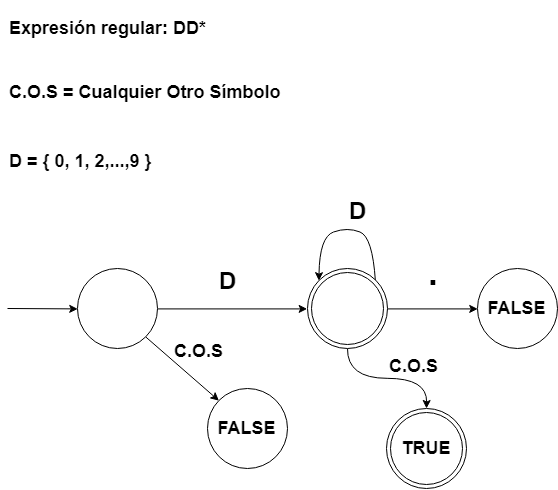 Expresión regular: DD*
C.O.S = Cualquier Otro Símbolo
D = { 0, 1, 2,...,9 }
D
D
.
FALSE
C.O.S
C.O.S
FALSE
TRUE